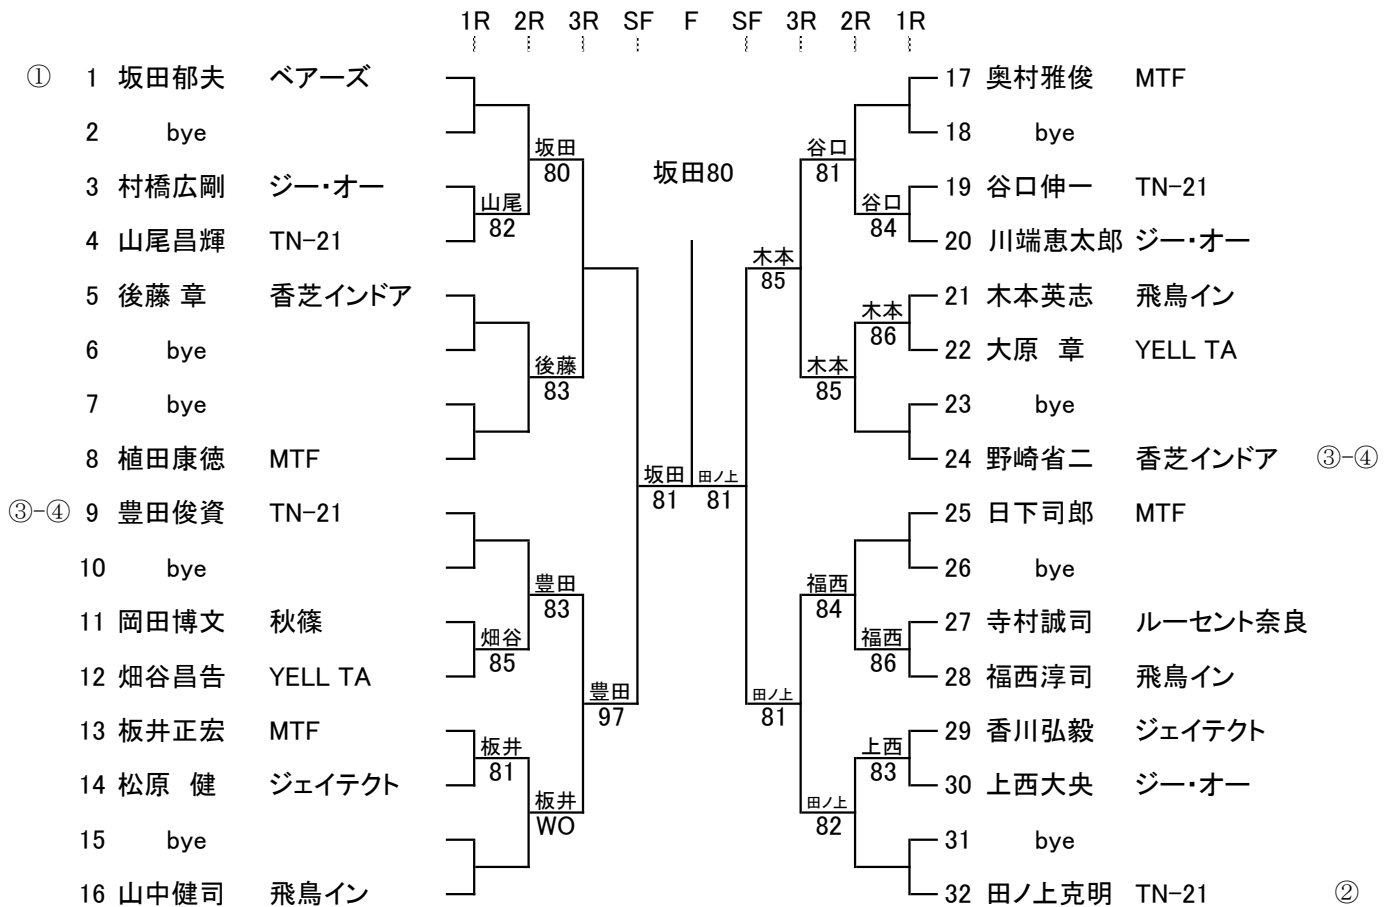 1R 2R 3R SF F SF 3R 2R 1R
① 1 坂田郁夫 ベアーズ 17 奥村雅俊 MTF
2 bye 18 bye
坂田 谷口
80 坂田80 81
3 村橋広剛 ジー・オー 19 谷口伸一 TN-21
山尾 谷口
82 84
4 山尾昌輝 TN-21 20 川端恵太郎 ジー・オー
木本
85
5 後藤 章 香芝インドア 21 木本英志 飛鳥イン
木本
86
6 bye 22 大原 章 YELL TA
後藤 木本
83 85
7 bye 23 bye
8 植田康徳 MTF 24 野崎省二 香芝インドア ③-④
坂田 田ノ上
81 81
③-④ 9 豊田俊資 TN-21 25 日下司郎 MTF
10 bye 26 bye
豊田 福西
83 84
11 岡田博文 秋篠 27 寺村誠司 ルーセント奈良
畑谷 福西
85 86
12 畑谷昌告 YELL TA 28 福西淳司 飛鳥イン
豊田 田ノ上
97 81
13 板井正宏 MTF 29 香川弘毅 ジェイテクト
板井 上西
81 83
14 松原 健 ジェイテクト 30 上西大央 ジー・オー
板井 田ノ上
WO 82
15 bye 31 bye
16 山中健司 飛鳥イン 32 田ノ上克明 TN-21 ②